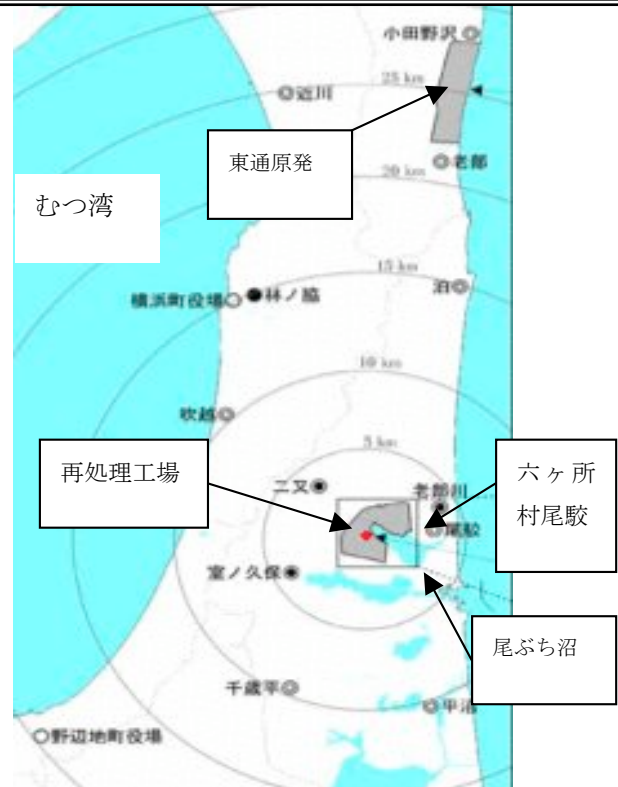 小田野沢
25 km
近川
東通原発
老部
20 km
むつ湾
15 km
泊
横浜町役場
林ノ脇
10 km
吹越
5 km
再処理工場
二又
老部川
六ヶ所
村尾駮
尾駮
室ノ久保
尾ぶち沼
千歳平
平沼
野辺地町役場